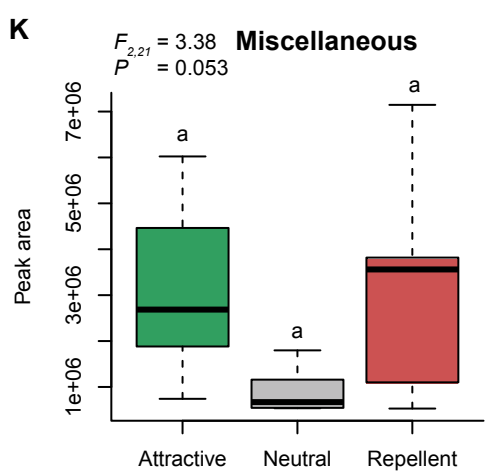 K
F2,21 = 3.38 Miscellaneous
P = 0.053
a
a
a
7e+06
5e+06
3e+06
1e+06
Peak area
Attractive Neutral Repellent